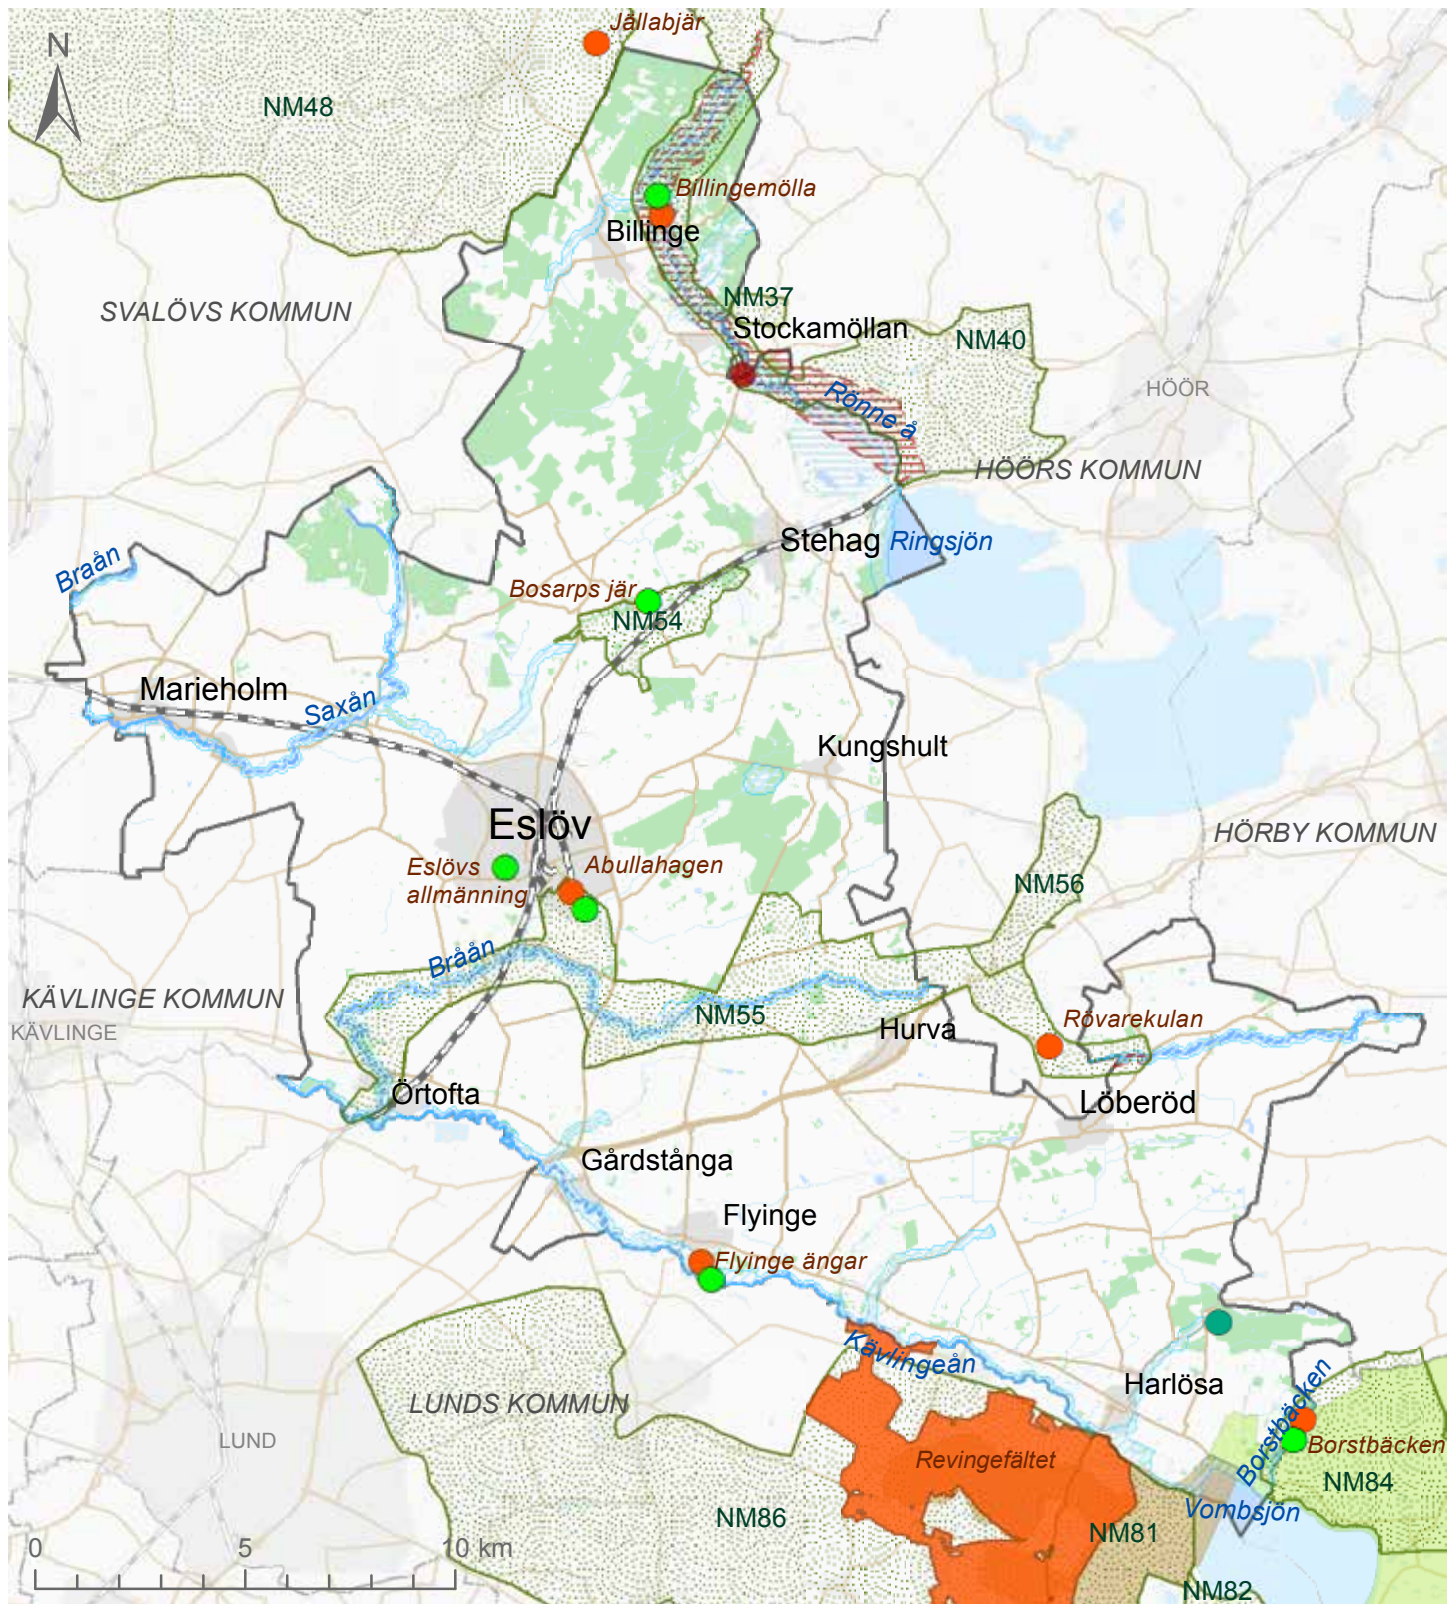 Jällabjär
N
NM48
Billingemölla
Billinge
SVALÖVS KOMMUN
NM37
Stockamöllan
NM40
HÖÖR
Rönne å
HÖÖRS KOMMUN
Stehag
Ringsjön
Braån
Bosarps jär
NM54
Marieholm
Saxån
Kungshult
Eslöv
HÖRBY KOMMUN
Eslövs
allmänning
Abullahagen
NM56
Bråån
KÄVLINGE KOMMUN
KÄVLINGE
NM55
Hurva
Rövarekulan
Örtofta
Löberöd
Gårdstånga
Flyinge
Flyinge ängar
Kävlingeån
Harlösa
LUNDS KOMMUN
LUND
Borstbäcken
Borstbäcken
Revingefältet
NM84
Vombsjön
NM86
NM81
0 5 10 km
NM82